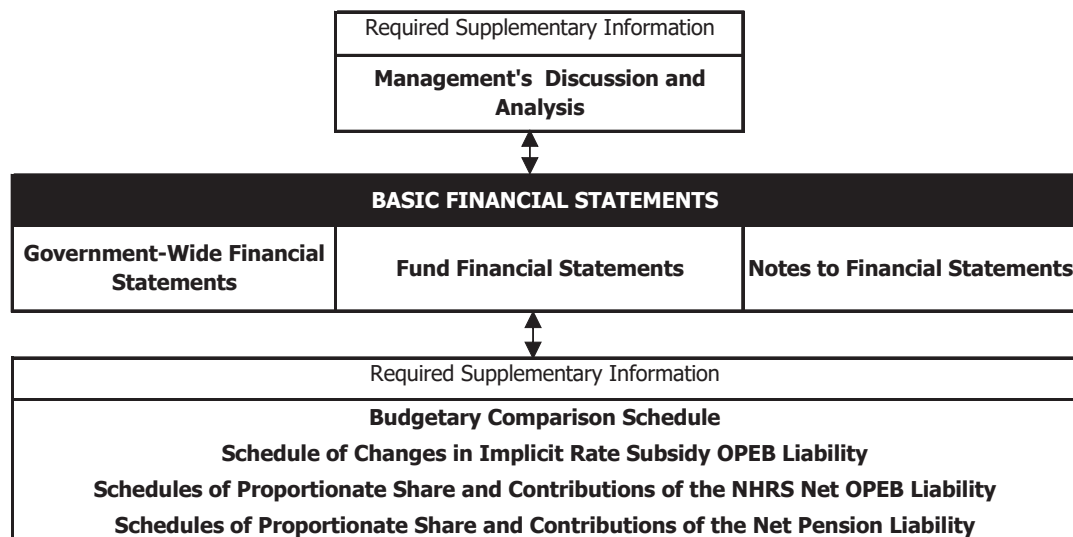 Required Supplementary Information
Management's Discussion and
Analysis
BASIC FINANCIAL STATEMENTS
Government-Wide Financial
Statements
Fund Financial Statements
Notes to Financial Statements
Required Supplementary Information
Budgetary Comparison Schedule
Schedule of Changes in Implicit Rate Subsidy OPEB Liability
Schedules of Proportionate Share and Contributions of the NHRS Net OPEB Liability
Schedules of Proportionate Share and Contributions of the Net Pension Liability